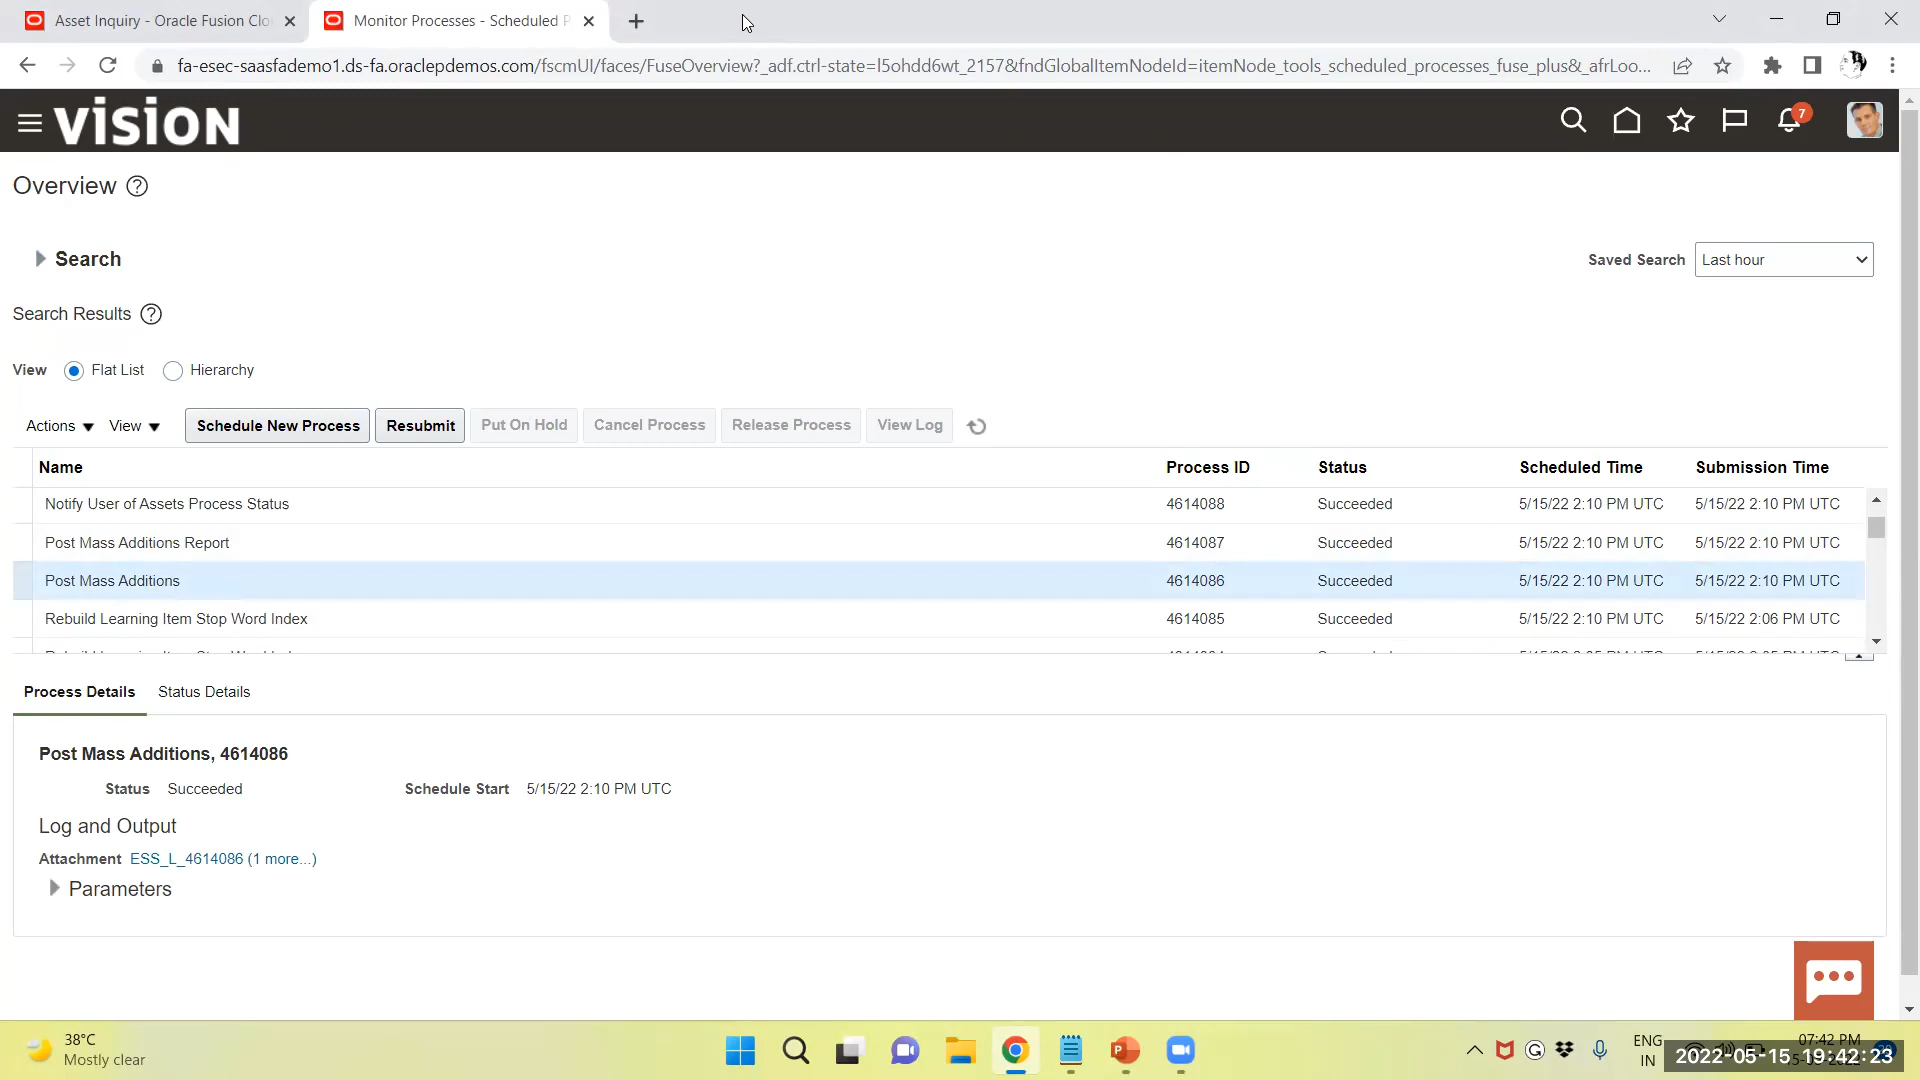 Asset Inquiry - Oracle Fusion Clo
Monitor Processes - Scheduled P
fa-esec-saasfademo1.ds-fa.oraclepdemos.com/fscmUI/faces/FuseOverview?_adf.ctrl-state=l5ohdd6wt_2157&fndGlobalItemNodeId=itemNode_tools_scheduled_processes_fuse_plus&_afrLoo...
vision
7
Overview ?
Search
Saved Search Last hour
Search Results ?
View Flat List Hierarchy
Actions View Schedule New Process Resubmit Put On Hold Cancel Process Release Process View Log
Name Process ID Status Scheduled Time Submission Time
Notify User of Assets Process Status 4614088 Succeeded 5/15/22 2:10 PM UTC 5/15/22 2:10 PM UTC
Post Mass Additions Report 4614087 Succeeded 5/15/22 2:10 PM UTC 5/15/22 2:10 PM UTC
Post Mass Additions 4614086 Succeeded 5/15/22 2:10 PM UTC 5/15/22 2:10 PM UTC
Rebuild Learning Item Stop Word Index 4614085 Succeeded 5/15/22 2:10 PM UTC 5/15/22 2:06 PM UTC
Process Details Status Details
Post Mass Additions, 4614086
Status Succeeded Schedule Start 5/15/22 2:10 PM UTC
Log and Output
Attachment ESS_L_4614086 (1 more...)
Parameters
38°C
Mostly clear
ENG
IN
07:42 PM
2022-05-15 19:42:23